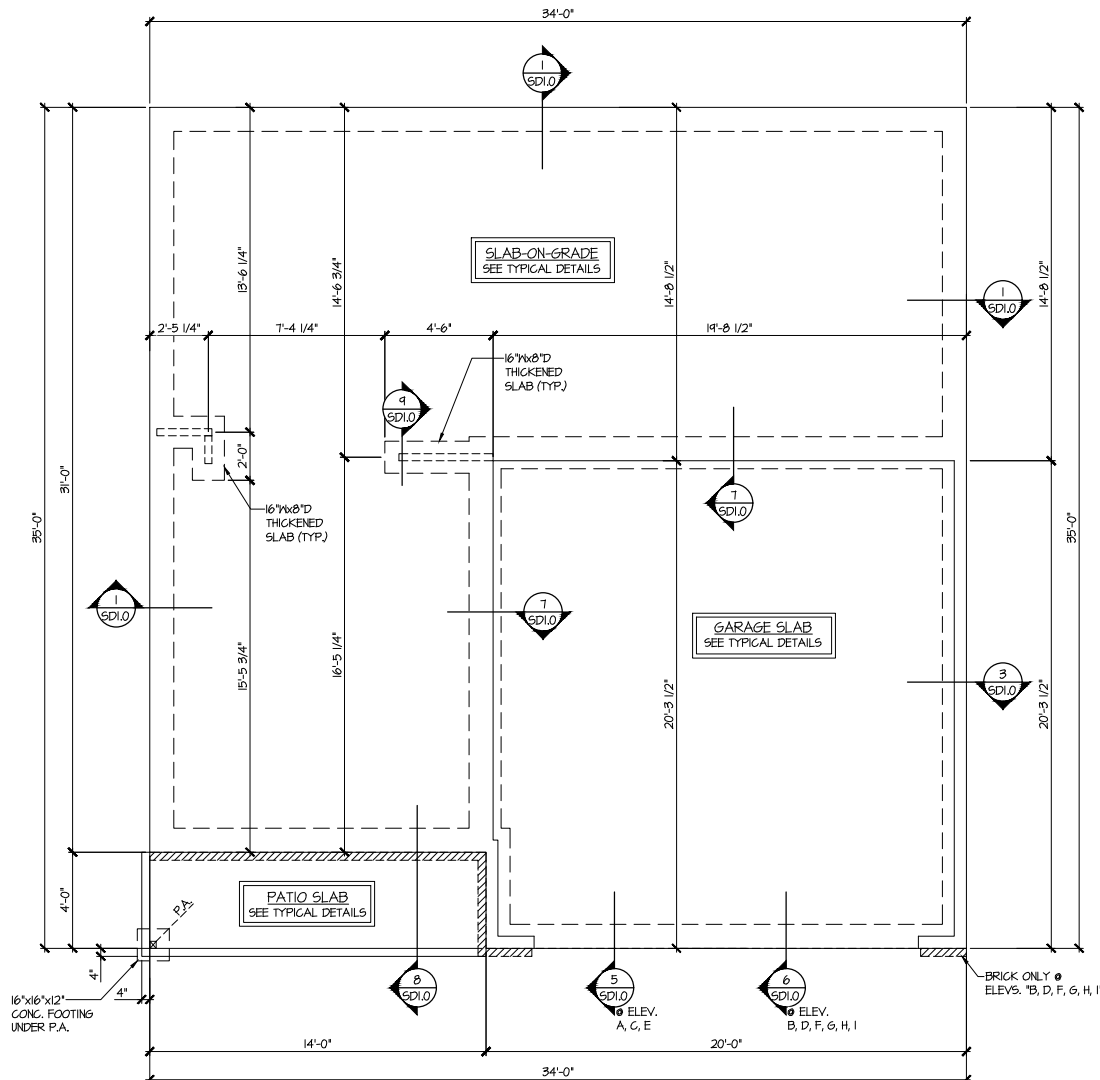 34'-0"
1
SD1.0
SLAB-ON-GRADE
SEE TYPICAL DETAILS
13'-6 1/4"
14'-6 3/4"
14'-8 1/2"
14'-8 1/2"
1
SD1.0
2'-5 1/4"
7'-4 1/4"
4'-6"
19'-8 1/2"
16"Wx8"D
THICKENED
SLAB (TYP.)
9
SD1.0
2'-0"
31'-0"
35'-0"
35'-0"
16"Wx8"D
THICKENED
SLAB (TYP.)
7
SD1.0
1
SD1.0
7
SD1.0
GARAGE SLAB
SEE TYPICAL DETAILS
15'-5 3/4"
16'-5 1/4"
20'-3 1/2"
20'-3 1/2"
3
SD1.0
4'-0"
PATIO SLAB
SEE TYPICAL DETAILS
P.A.
4"
4"
16"x16"x12"
CONC. FOOTING
UNDER P.A.
8
SD1.0
5
SD1.0
@ ELEV.
A, C, E
6
SD1.0
@ ELEV.
B, D, F, G, H, I
BRICK ONLY @
ELEVS. "B, D, F, G, H, I
14'-0"
20'-0"
34'-0"